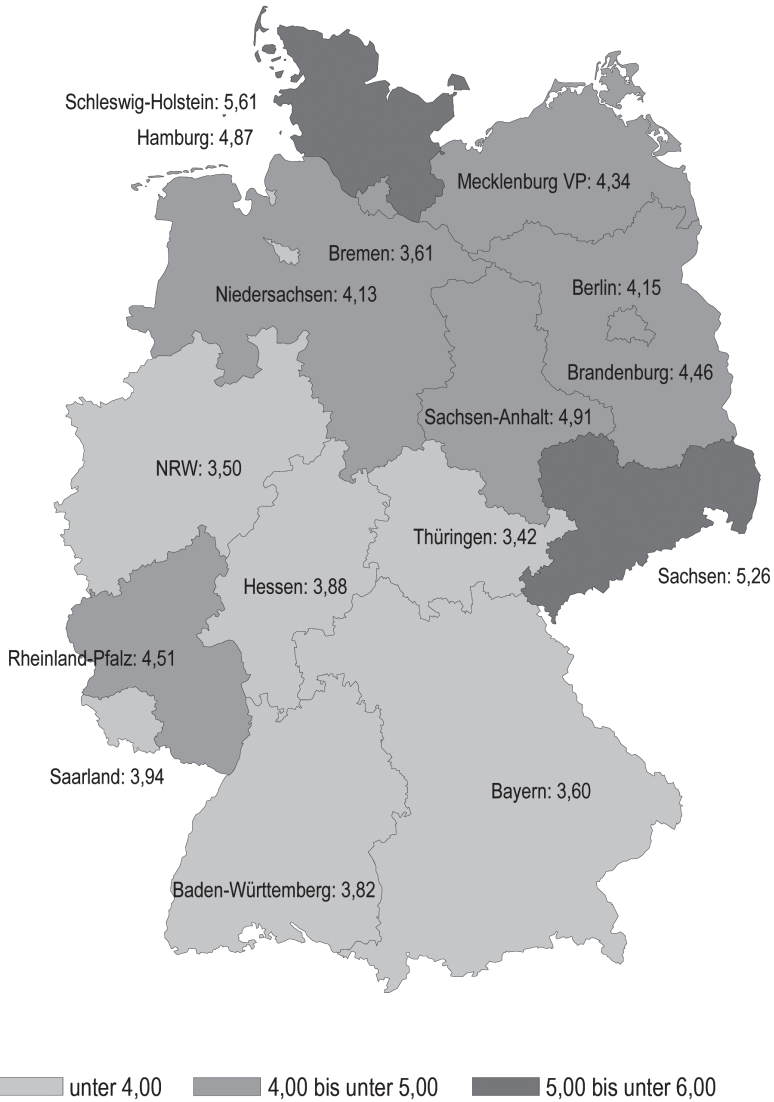 Schleswig-Holstein: 5,61
Hamburg: 4,87
Mecklenburg VP: 4,34
Bremen: 3,61
Niedersachsen: 4,13
Berlin: 4,15
Brandenburg: 4,46
Sachsen-Anhalt: 4,91
NRW: 3,50
Thüringen: 3,42
Sachsen: 5,26
Hessen: 3,88
Rheinland-Pfalz: 4,51
Saarland: 3,94
Bayern: 3,60
Baden-Württemberg: 3,82
unter 4,00 4,00 bis unter 5,00 5,00 bis unter 6,00